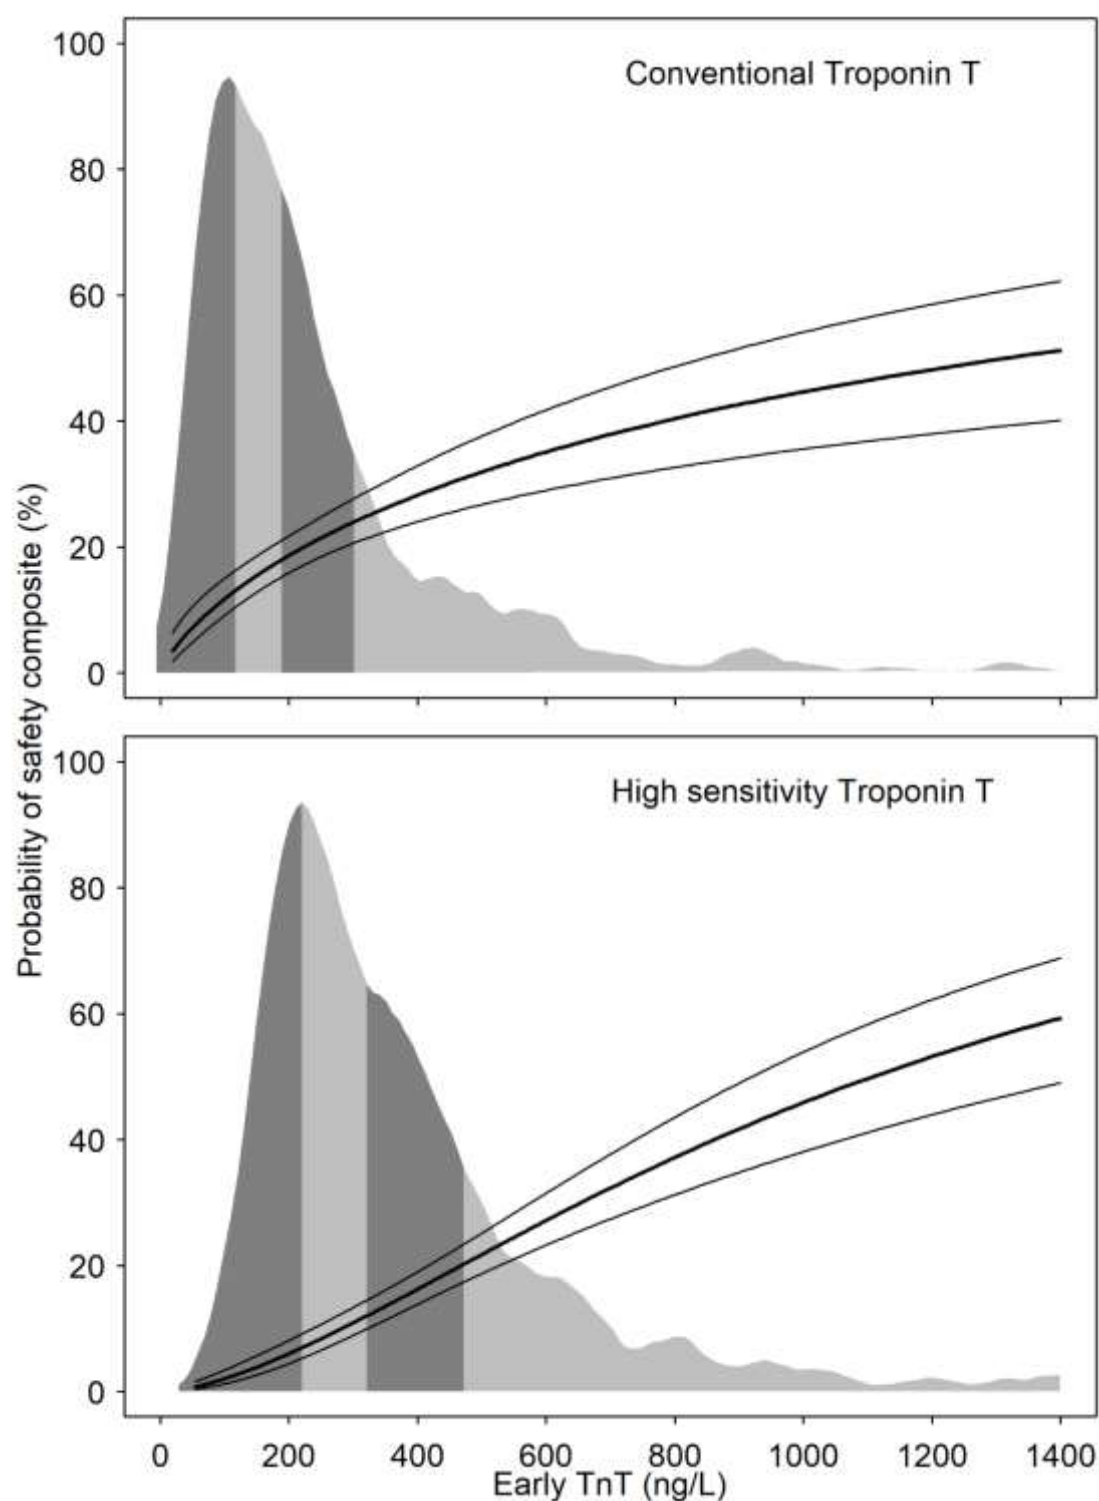 Conventional Troponin T
100
80
60
40
20
0
Probability of safety composite (%)
High sensitivity Troponin T
100
80
60
40
20
0
0 200 400 600 800 1000 1200 1400
Early TnT (ng/L)